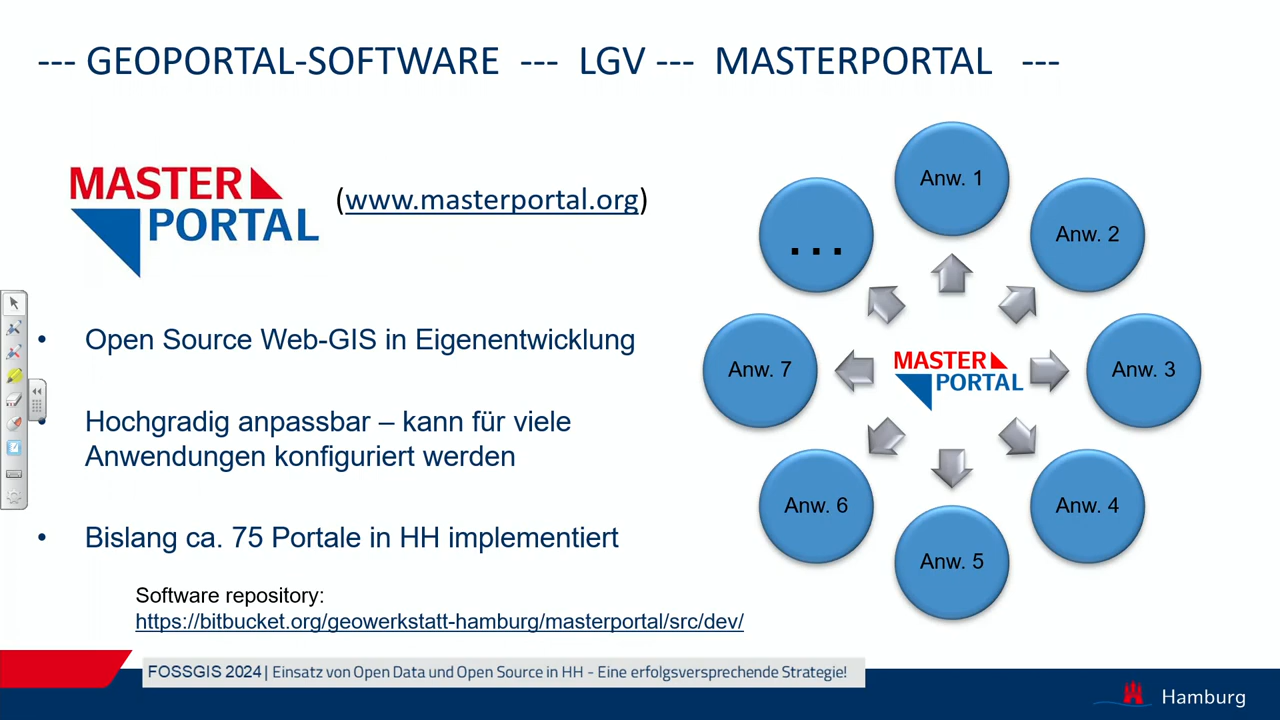 --- GEOPORTAL-SOFTWARE --- LGV --- MASTERPORTAL ---
MASTER
PORTAL
(www.masterportal.org)
• Open Source Web-GIS in Eigenentwicklung
• Hochgradig anpassbar – kann für viele
Anwendungen konfiguriert werden
• Bislang ca. 75 Portale in HH implementiert
Software repository:
https://bitbucket.org/geowerkstatt-hamburg/masterportal/src/dev/
Anw. 1
Anw. 2
Anw. 3
Anw. 4
Anw. 5
Anw. 6
Anw. 7
...
MASTER
PORTAL
FOSSGIS 2024 | Einsatz von Open Data und Open Source in HH - Eine erfolgsversprechende Strategie!
Hamburg